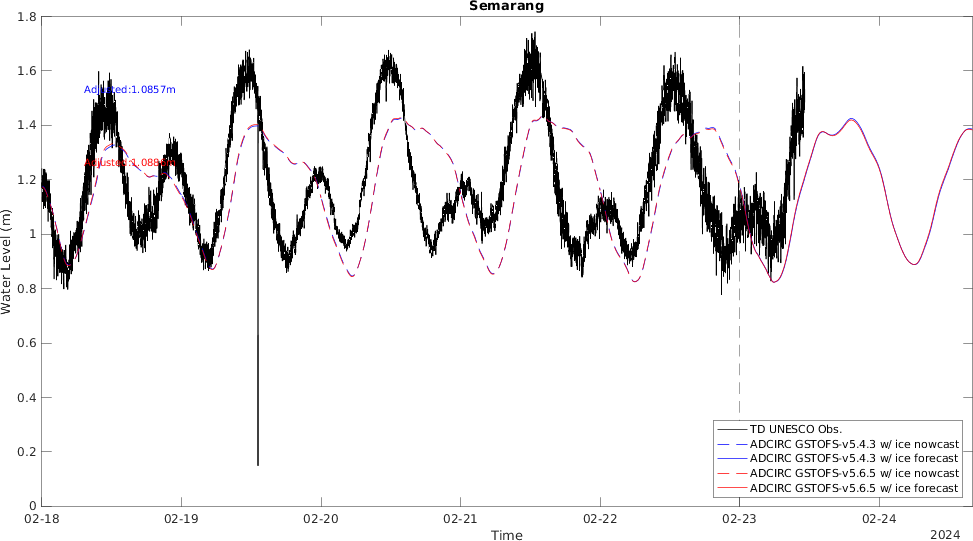 Semarang
1.8
1.6
1.4
1.2
1
0.8
0.6
0.4
0.2
0
Water Level (m)
Adjusted:1.0857m
TD UNESCO Obs.
ADCIRC GSTOFS-v5.4.3 w/ ice nowcast
ADCIRC GSTOFS-v5.4.3 w/ ice forecast
ADCIRC GSTOFS-v5.6.5 w/ ice nowcast
ADCIRC GSTOFS-v5.6.5 w/ ice forecast
02-18
02-19
02-20
02-21
02-22
02-23
02-24
Time
2024